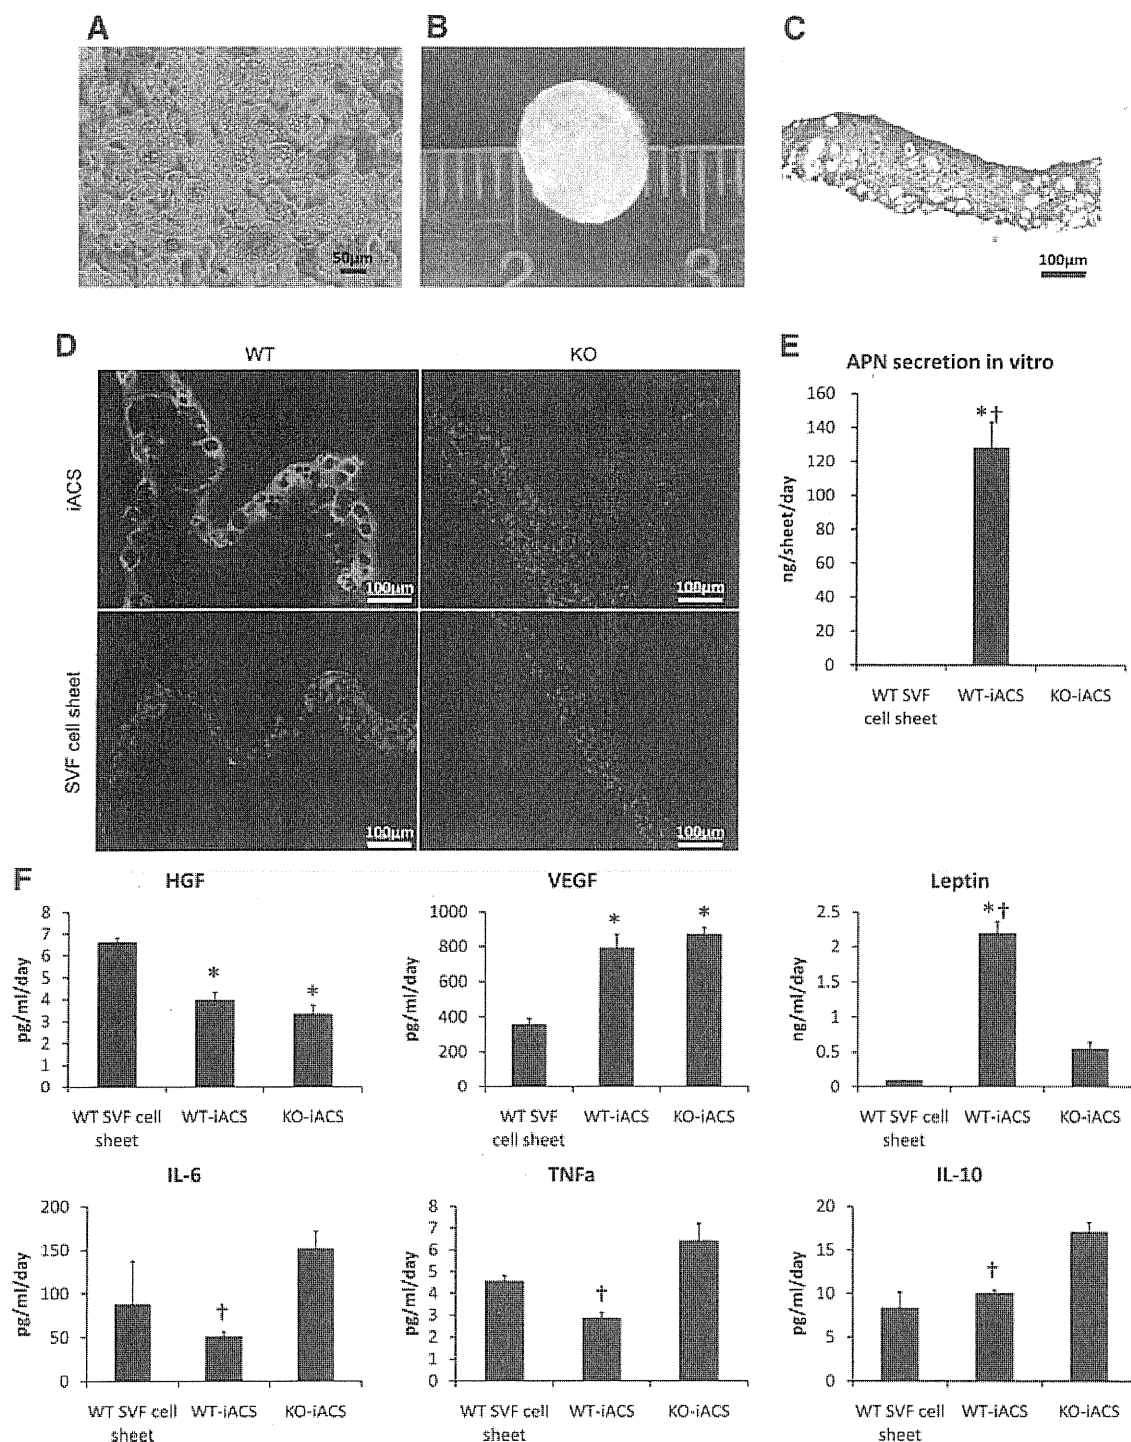 A
B
C
50µm
2
3
100µm
D
WT
KO
iACS
100µm
100µm
SVF cell sheet
100µm
100µm
E
APN secretion in vitro
ng/sheet/day
160
140
120
100
80
60
40
20
0
*†
WT SVF
cell sheet
WT-iACS
KO-iACS
F
HGF
pg/ml/day
8
7
6
5
4
3
2
1
0
*
*
WT SVF cell
sheet
WT-iACS
KO-iACS
VEGF
pg/ml/day
1000
800
600
400
200
0
*
*
WT SVF
cell sheet
WT-iACS
KO-iACS
Leptin
ng/ml/day
2.5
2
1.5
1
0.5
0
*†
WT SVF cell
sheet
WT-iACS
KO-iACS
IL-6
pg/ml/day
200
150
100
50
0
†
WT SVF cell
sheet
WT-iACS
KO-iACS
TNFa
pg/ml/day
8
7
6
5
4
3
2
1
0
†
WT SVF cell
sheet
WT-iACS
KO-iACS
IL-10
pg/ml/day
20
15
10
5
0
†
WT SVF cell
sheet
WT-iACS
KO-iACS